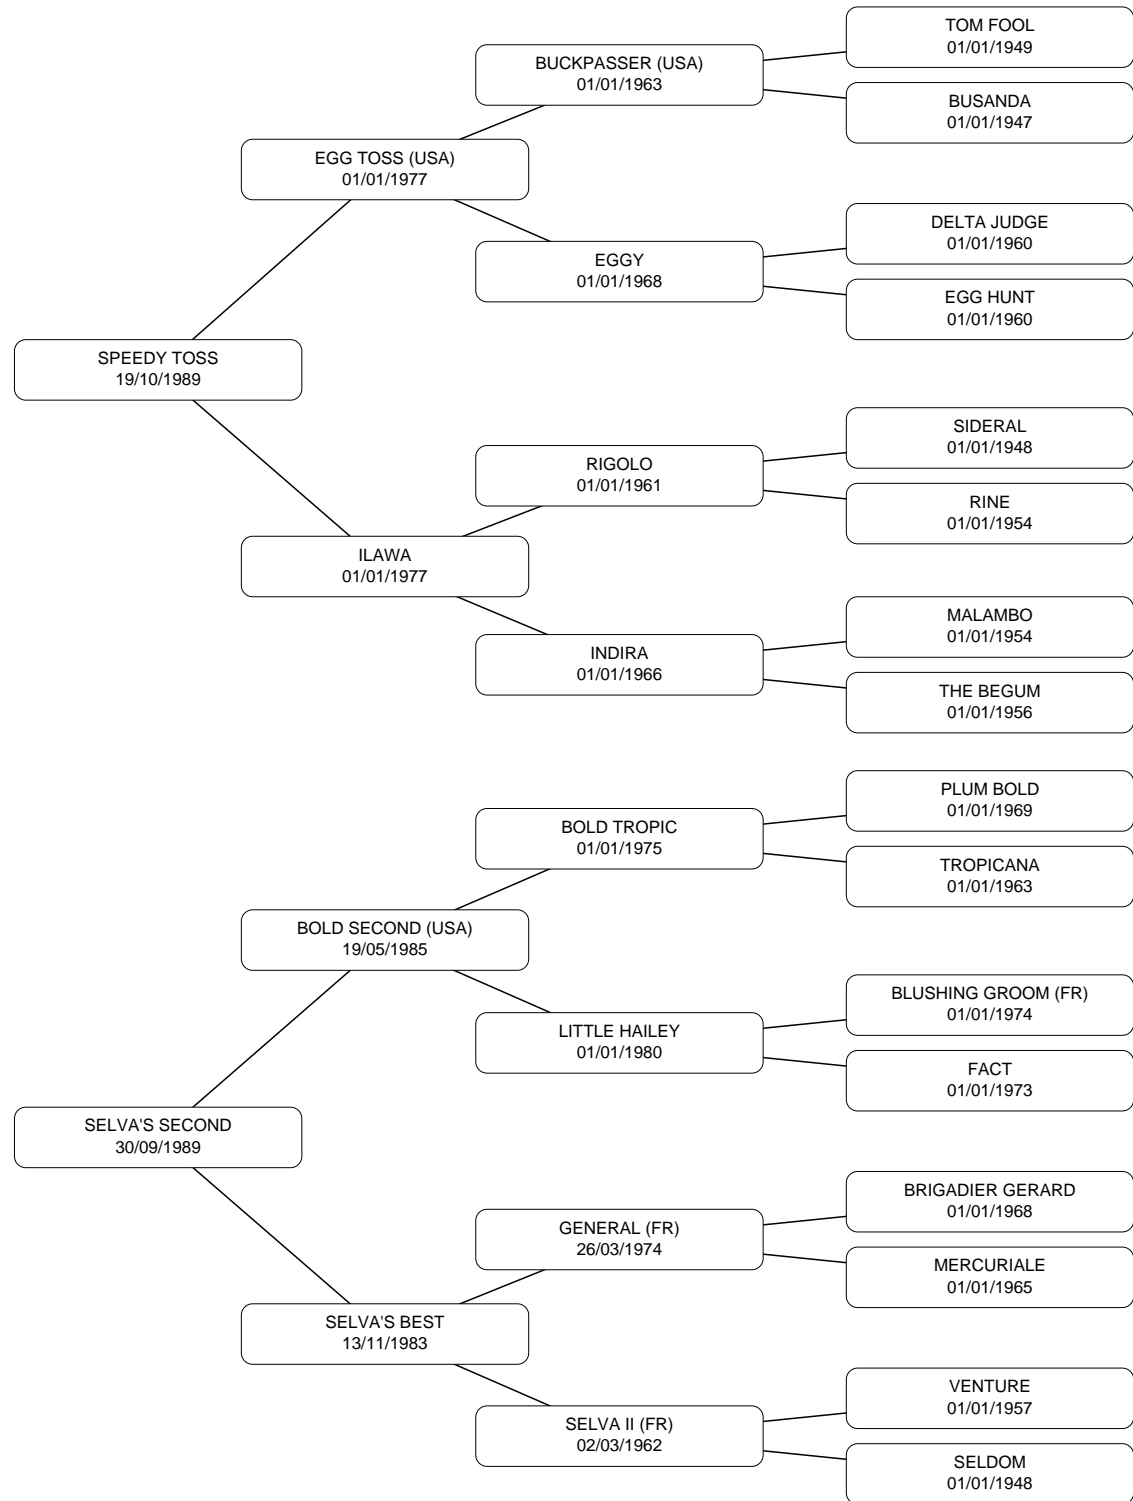 TOM FOOL
01/01/1949
BUCKPASSER (USA)
01/01/1963
BUSANDA
01/01/1947
EGG TOSS (USA)
01/01/1977
DELTA JUDGE
01/01/1960
EGGY
01/01/1968
EGG HUNT
01/01/1960
SPEEDY TOSS
19/10/1989
SIDERAL
01/01/1948
RIGOLO
01/01/1961
RINE
01/01/1954
ILAWA
01/01/1977
MALAMBO
01/01/1954
INDIRA
01/01/1966
THE BEGUM
01/01/1956
PLUM BOLD
01/01/1969
BOLD TROPIC
01/01/1975
TROPICANA
01/01/1963
BOLD SECOND (USA)
19/05/1985
BLUSHING GROOM (FR)
01/01/1974
LITTLE HAILEY
01/01/1980
FACT
01/01/1973
SELVA'S SECOND
30/09/1989
BRIGADIER GERARD
01/01/1968
GENERAL (FR)
26/03/1974
MERCURIALE
01/01/1965
SELVA'S BEST
13/11/1983
VENTURE
01/01/1957
SELVA II (FR)
02/03/1962
SELDOM
01/01/1948